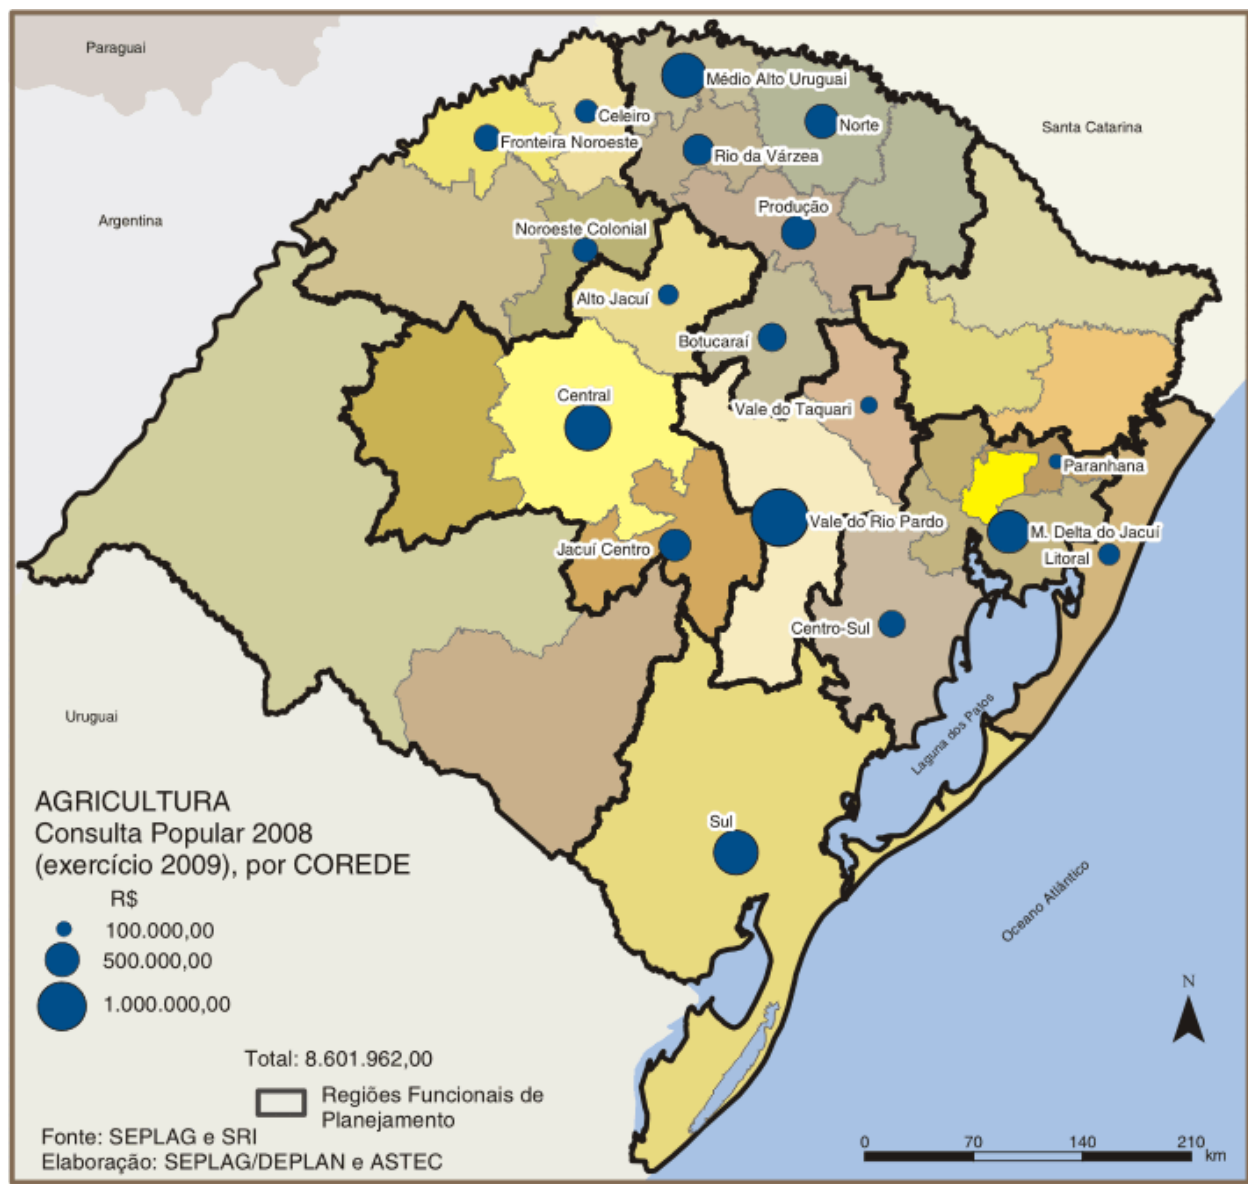 Paraguai
Médio Alto Uruguai
Celeiro
Norte
Santa Catarina
Fronteira Noroeste
Rio da Várzea
Produção
Argentina
Noroeste Colonial
Alto Jacuí
Botucaraí
Central
Vale do Taquari
Paranhana
Vale do Rio Pardo
M. Delta do Jacuí
Jacuí Centro
Litoral
Centro-Sul
Uruguai
Laguna dos Patos
Sul
Oceano Atlântico
AGRICULTURA
Consulta Popular 2008
(exercício 2009), por COREDE
R$
100.000,00
500.000,00
1.000.000,00
N
Total: 8.601.962,00
Regiões Funcionais de
Planejamento
Fonte: SEPLAG e SRI
Elaboração: SEPLAG/DEPLAN e ASTEC
0 70 140 210
km